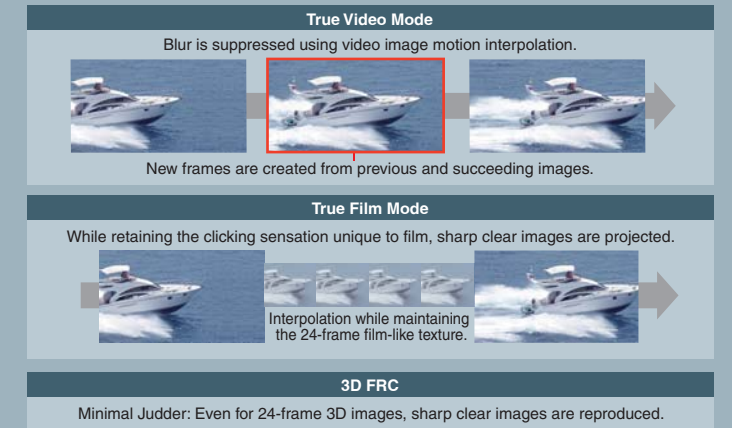 True Video Mode
Blur is suppressed using video image motion interpolation.
New frames are created from previous and succeeding images.
True Film Mode
While retaining the clicking sensation unique to film, sharp clear images are projected.
Interpolation while maintaining
the 24-frame film-like texture.
3D FRC
Minimal Judder: Even for 24-frame 3D images, sharp clear images are reproduced.